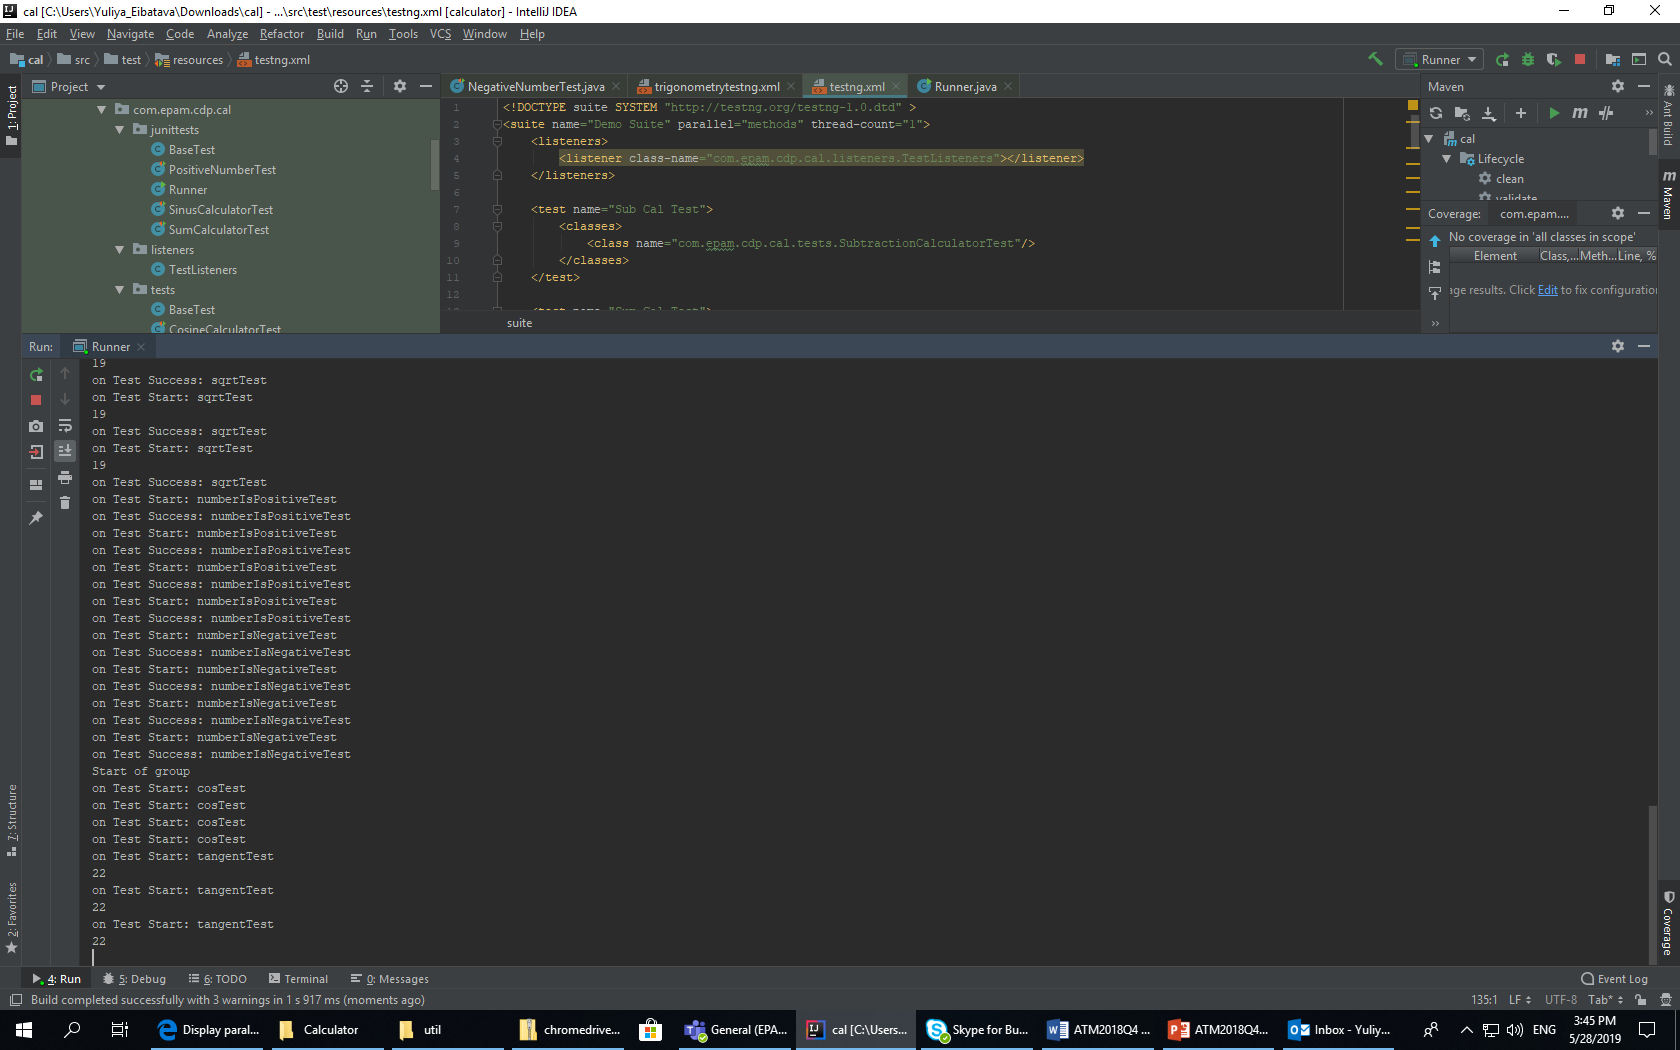 cal [C:\Users\Yuliya_Eibatava\Downloads\cal] - ...\src\test\resources\testng.xml [calculator] - IntelliJ IDEA
File Edit View Navigate Code Analyze Refactor Build Run Tools VCS Window Help
cal src test resources testng.xml
Runner
Project
NegativeNumberTest.java trigonometrytestng.xml testng.xml Runner.java
Maven
1: Project
com.epam.cdp.cal
junittests
BaseTest
PositiveNumberTest
Runner
SinusCalculatorTest
SumCalculatorTest
listeners
TestListeners
tests
BaseTest
CosineCalculatorTest
1 <!DOCTYPE suite SYSTEM "http://testng.org/testng-1.0.dtd" >
2 <suite name="Demo Suite" parallel="methods" thread-count="1">
3 <listeners>
4 <listener class-name="com.epam.cdp.cal.listeners.TestListeners"></listener>
5 </listeners>
6
7 <test name="Sub Cal Test">
8 <classes>
9 <class name="com.epam.cdp.cal.tests.SubtractionCalculatorTest"/>
10 </classes>
11 </test>
12
<test name="Sum Cal Test">
suite
cal
Lifecycle
clean
validate
Coverage: com.epam....
No coverage in 'all classes in scope'
Element Class,... Meth... Line, %
age results. Click Edit to fix configuration
Ant Build
Maven
Coverage
Run: Runner
19
on Test Success: sqrtTest
on Test Start: sqrtTest
19
on Test Success: sqrtTest
on Test Start: sqrtTest
19
on Test Success: sqrtTest
on Test Start: numberIsPositiveTest
on Test Success: numberIsPositiveTest
on Test Start: numberIsPositiveTest
on Test Success: numberIsPositiveTest
on Test Start: numberIsPositiveTest
on Test Success: numberIsPositiveTest
on Test Start: numberIsPositiveTest
on Test Success: numberIsPositiveTest
on Test Start: numberIsNegativeTest
on Test Success: numberIsNegativeTest
on Test Start: numberIsNegativeTest
on Test Success: numberIsNegativeTest
on Test Start: numberIsNegativeTest
on Test Success: numberIsNegativeTest
on Test Start: numberIsNegativeTest
on Test Success: numberIsNegativeTest
Start of group
on Test Start: cosTest
on Test Start: cosTest
on Test Start: cosTest
on Test Start: cosTest
on Test Start: tangentTest
22
on Test Start: tangentTest
22
on Test Start: tangentTest
22
7: Structure
2: Favorites
4: Run 5: Debug 6: TODO Terminal 0: Messages Event Log
Build completed successfully with 3 warnings in 1 s 917 ms (moments ago) 135:1 LF UTF-8 Tab*
Display paral... Calculator util chromedrive... General (EPA... cal [C:\Users... Skype for Bu... ATM2018Q4 ... ATM2018Q4... Inbox - Yuliy... ENG 3:45 PM
5/28/2019